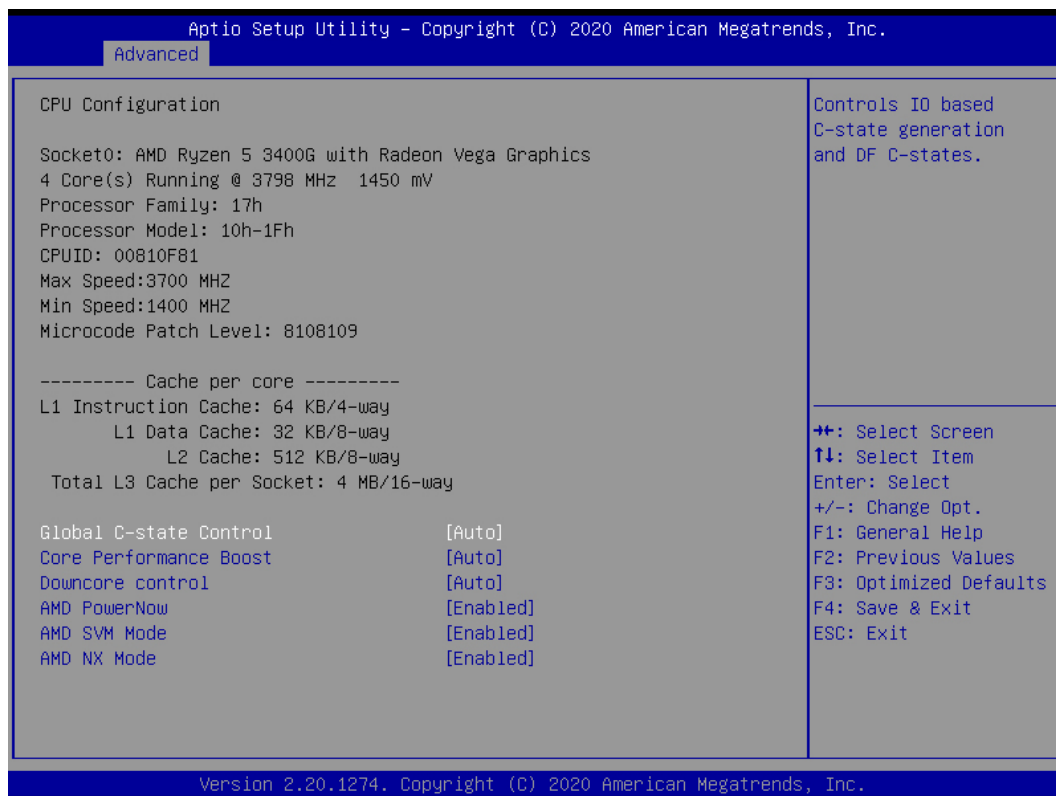 Aptio Setup Utility – Copyright (C) 2020 American Megatrends, Inc.
Advanced
CPU Configuration
Socket0: AMD Ryzen 5 3400G with Radeon Vega Graphics
4 Core(s) Running @ 3798 MHz  1450 mV
Processor Family: 17h
Processor Model: 10h-1Fh
CPUID: 00810F81
Max Speed:3700 MHZ
Min Speed:1400 MHZ
Microcode Patch Level: 8108109
--------- Cache per core ---------
L1 Instruction Cache: 64 KB/4-way
L1 Data Cache: 32 KB/8-way
L2 Cache: 512 KB/8-way
Total L3 Cache per Socket: 4 MB/16-way
Global C-state Control [Auto]
Core Performance Boost [Auto]
Downcore control [Auto]
AMD PowerNow [Enabled]
AMD SVM Mode [Enabled]
AMD NX Mode [Enabled]
Controls IO based
C-state generation
and DF C-states.
→←: Select Screen
↑↓: Select Item
Enter: Select
+/-: Change Opt.
F1: General Help
F2: Previous Values
F3: Optimized Defaults
F4: Save & Exit
ESC: Exit
Version 2.20.1274. Copyright (C) 2020 American Megatrends, Inc.